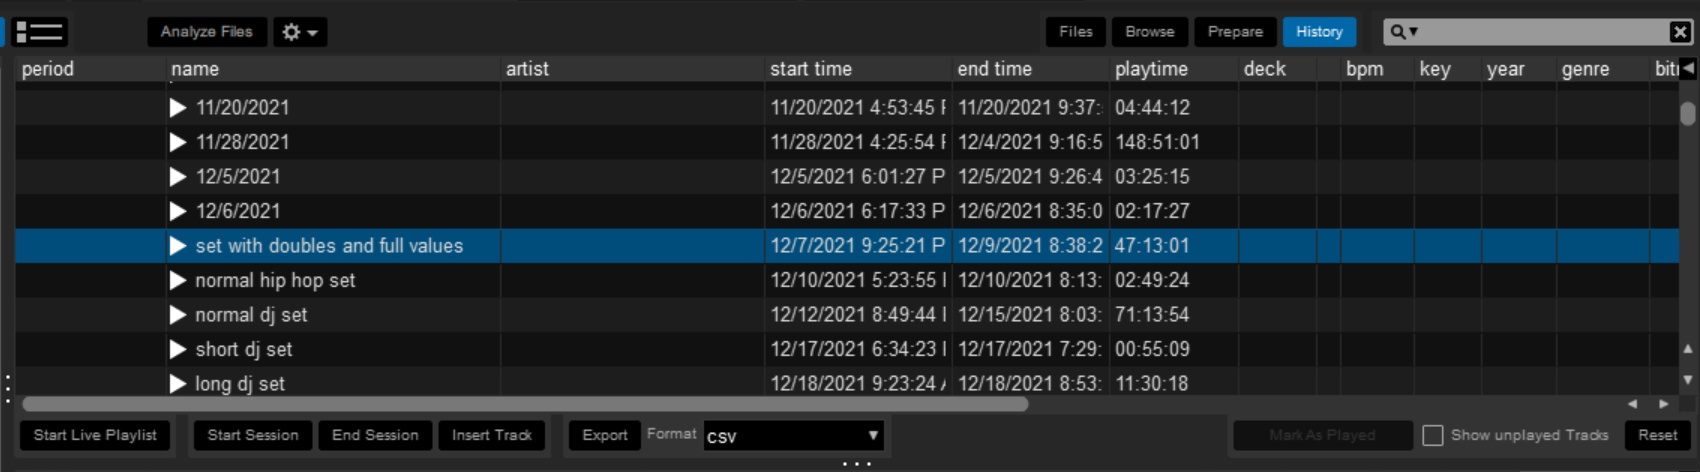 Analyze Files Files Browse Prepare History
period name artist start time end time playtime deck bpm key year genre
11/20/2021 11/20/2021 4:53:45 11/20/2021 9:37: 04:44:12
11/28/2021 11/28/2021 4:25:54 12/4/2021 9:16:5 148:51:01
12/5/2021 12/5/2021 6:01:27 P 12/5/2021 9:26:4 03:25:15
12/6/2021 12/6/2021 6:17:33 P 12/6/2021 8:35:0 02:17:27
set with doubles and full values 12/7/2021 9:25:21 P 12/9/2021 8:38:2 47:13:01
normal hip hop set 12/10/2021 5:23:55 12/10/2021 8:13: 02:49:24
normal dj set 12/12/2021 8:49:44 12/15/2021 8:03: 71:13:54
short dj set 12/17/2021 6:34:23 12/17/2021 7:29: 00:55:09
long dj set 12/18/2021 9:23:24 12/18/2021 8:53: 11:30:18
Start Live Playlist Start Session End Session Insert Track Export Format csv Mark As Played Show unplayed Tracks Reset